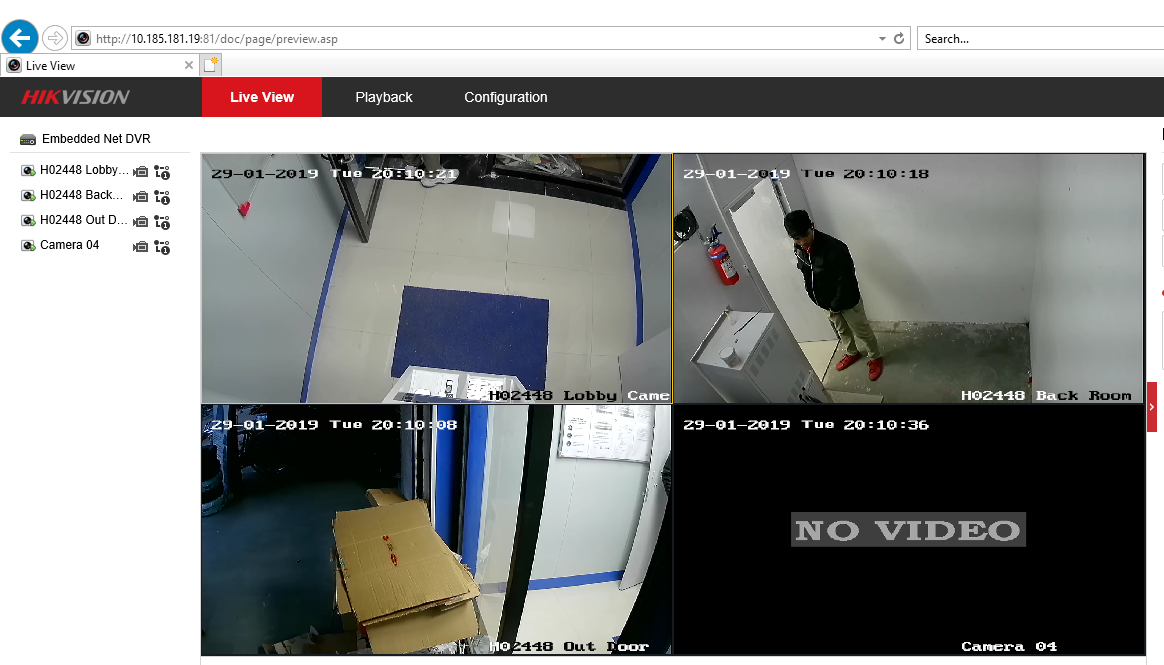 http://10.185.181.19:81/doc/page/preview.asp
Search...
Live View
HIKVISION
Live View
Playback
Configuration
Embedded Net DVR
H02448 Lobby...
H02448 Back...
H02448 Out D...
Camera 04
29-01-2019 Tue 20:10:21
H02448 Lobby Came
29-01-2019 Tue 20:10:18
H02448 Back Room
29-01-2019 Tue 20:10:08
H02448 Out Door
29-01-2019 Tue 20:10:36
NO VIDEO
Camera 04